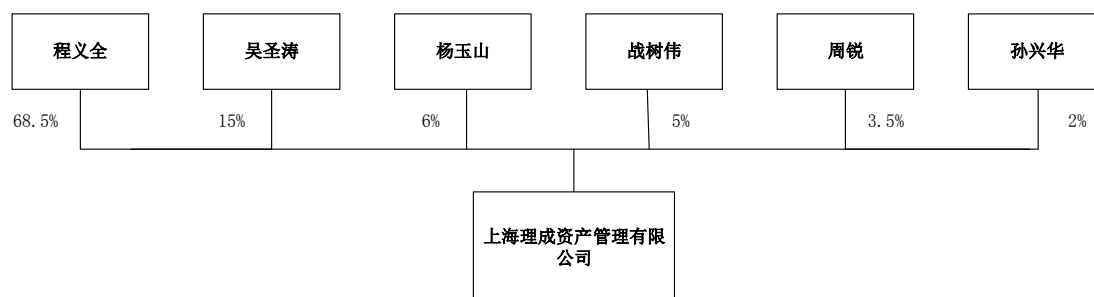 程义全
吴圣涛
杨玉山
战树伟
周锐
孙兴华
68.5%
15%
6%
5%
3.5%
2%
上海理成资产管理有限
公司